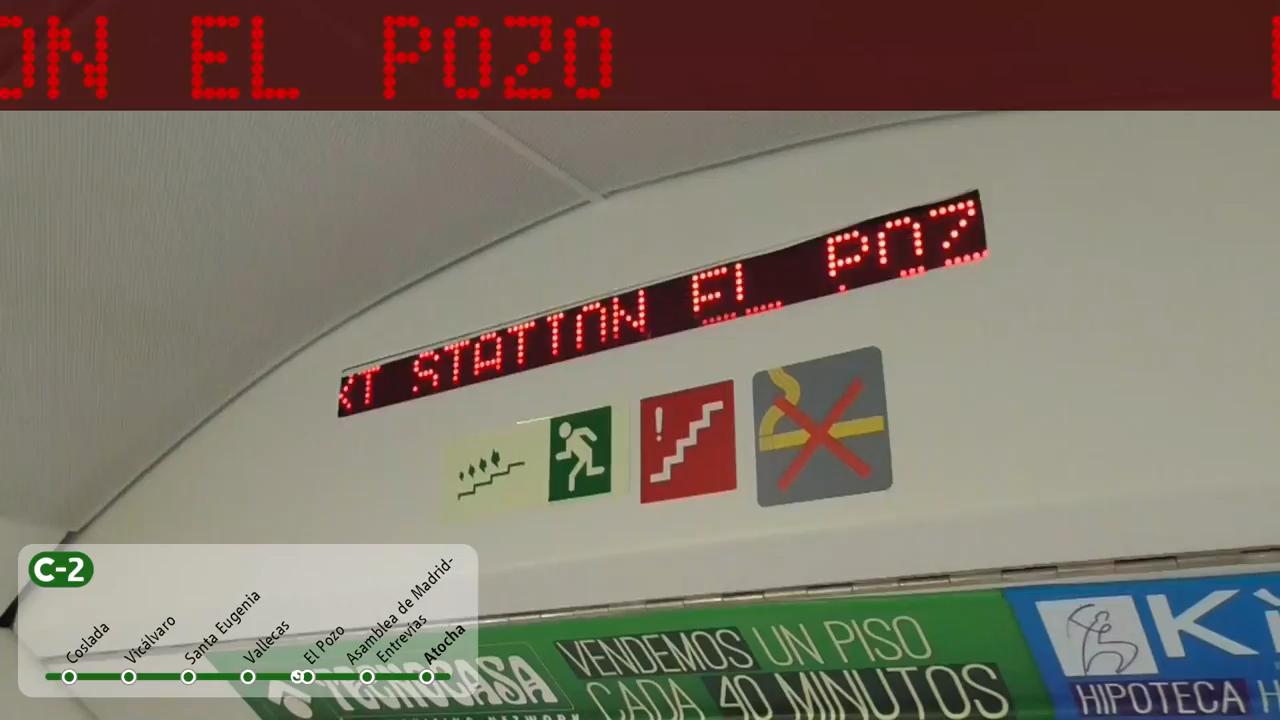 ON EL POZO
XT STATION EL POZ
!
C-2
Coslada
Vicálvaro
Santa Eugenia
Vallecas
El Pozo
Asamblea de Madrid-
Entrevías
Atocha
TECNOCASA
VENDEMOS UN PISO
CADA 40 MINUTOS
HIPOTECA